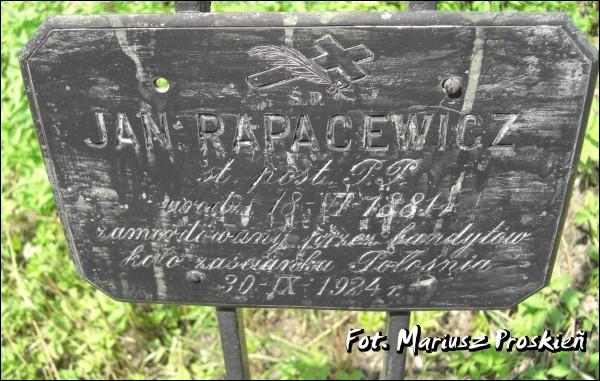 Ś.P.
JAN RAPACEWICZ
st. post. P.P.
urodz. 18-VI-1881 r.
zamordowany przez bandytów
koło zaścianka Połośnia
30-IX-1924 r.
Fot. Mariusz Proskień